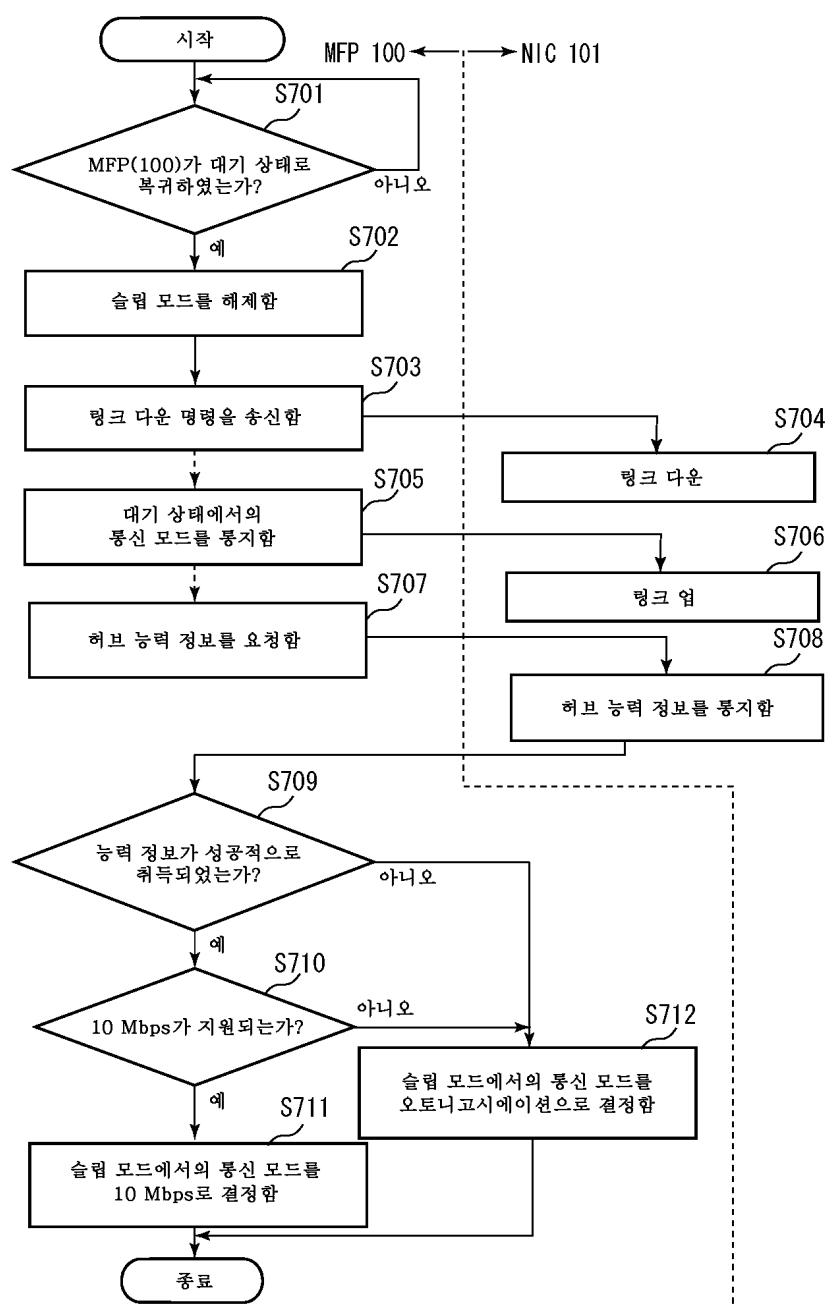 시작
MFP 100
NIC 101
S701
MFP(100)가 대기 상태로
복귀하였는가?
아니오
예
S702
슬립 모드를 해제함
S703
링크 다운 명령을 송신함
S704
링크 다운
S705
대기 상태에서의
통신 모드를 통지함
S706
링크 업
S707
허브 능력 정보를 요청함
S708
허브 능력 정보를 통지함
S709
능력 정보가 성공적으로
취득되었는가?
아니오
예
S710
10 Mbps가 지원되는가?
아니오
예
S712
슬립 모드에서의 통신 모드를
오토니고시에이션으로 결정함
S711
슬립 모드에서의 통신 모드를
10 Mbps로 결정함
종료